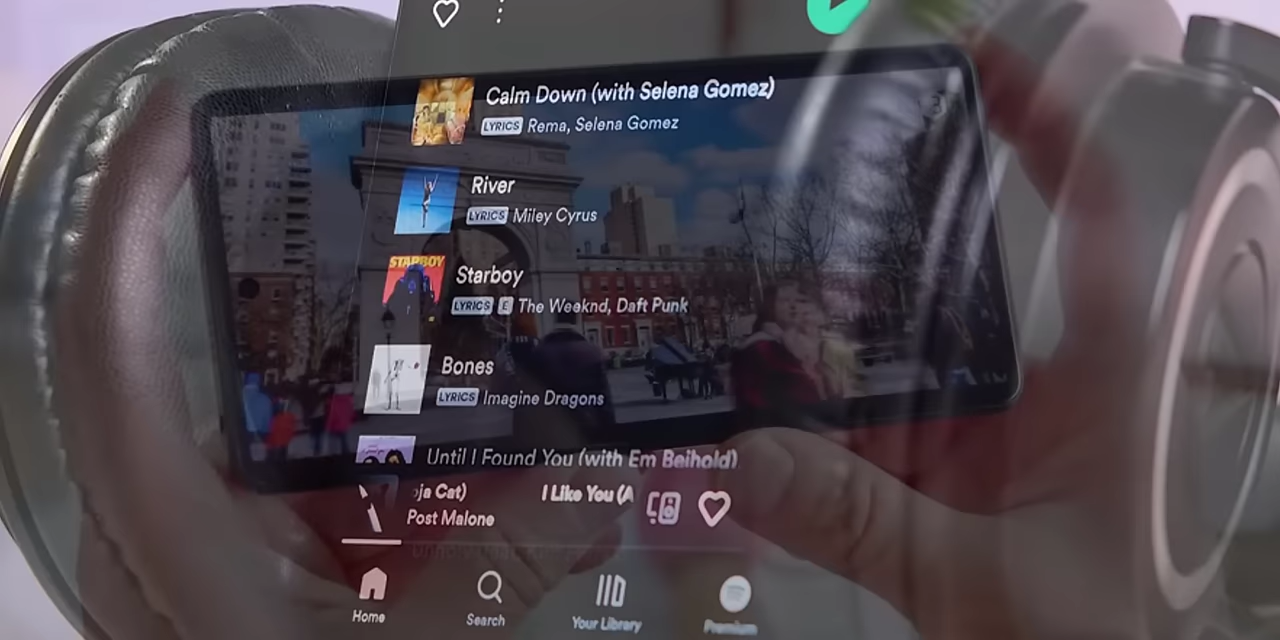 Calm Down (with Selena Gomez)
LYRICS Rema, Selena Gomez
River
LYRICS Miley Cyrus
STARBOY
Starboy
LYRICS E The Weeknd, Daft Punk
Bones
LYRICS Imagine Dragons
Until I Found You (with Em Beihold)
ja Cat) I Like You (A
Post Malone
Home
Search
Your Library
Premium